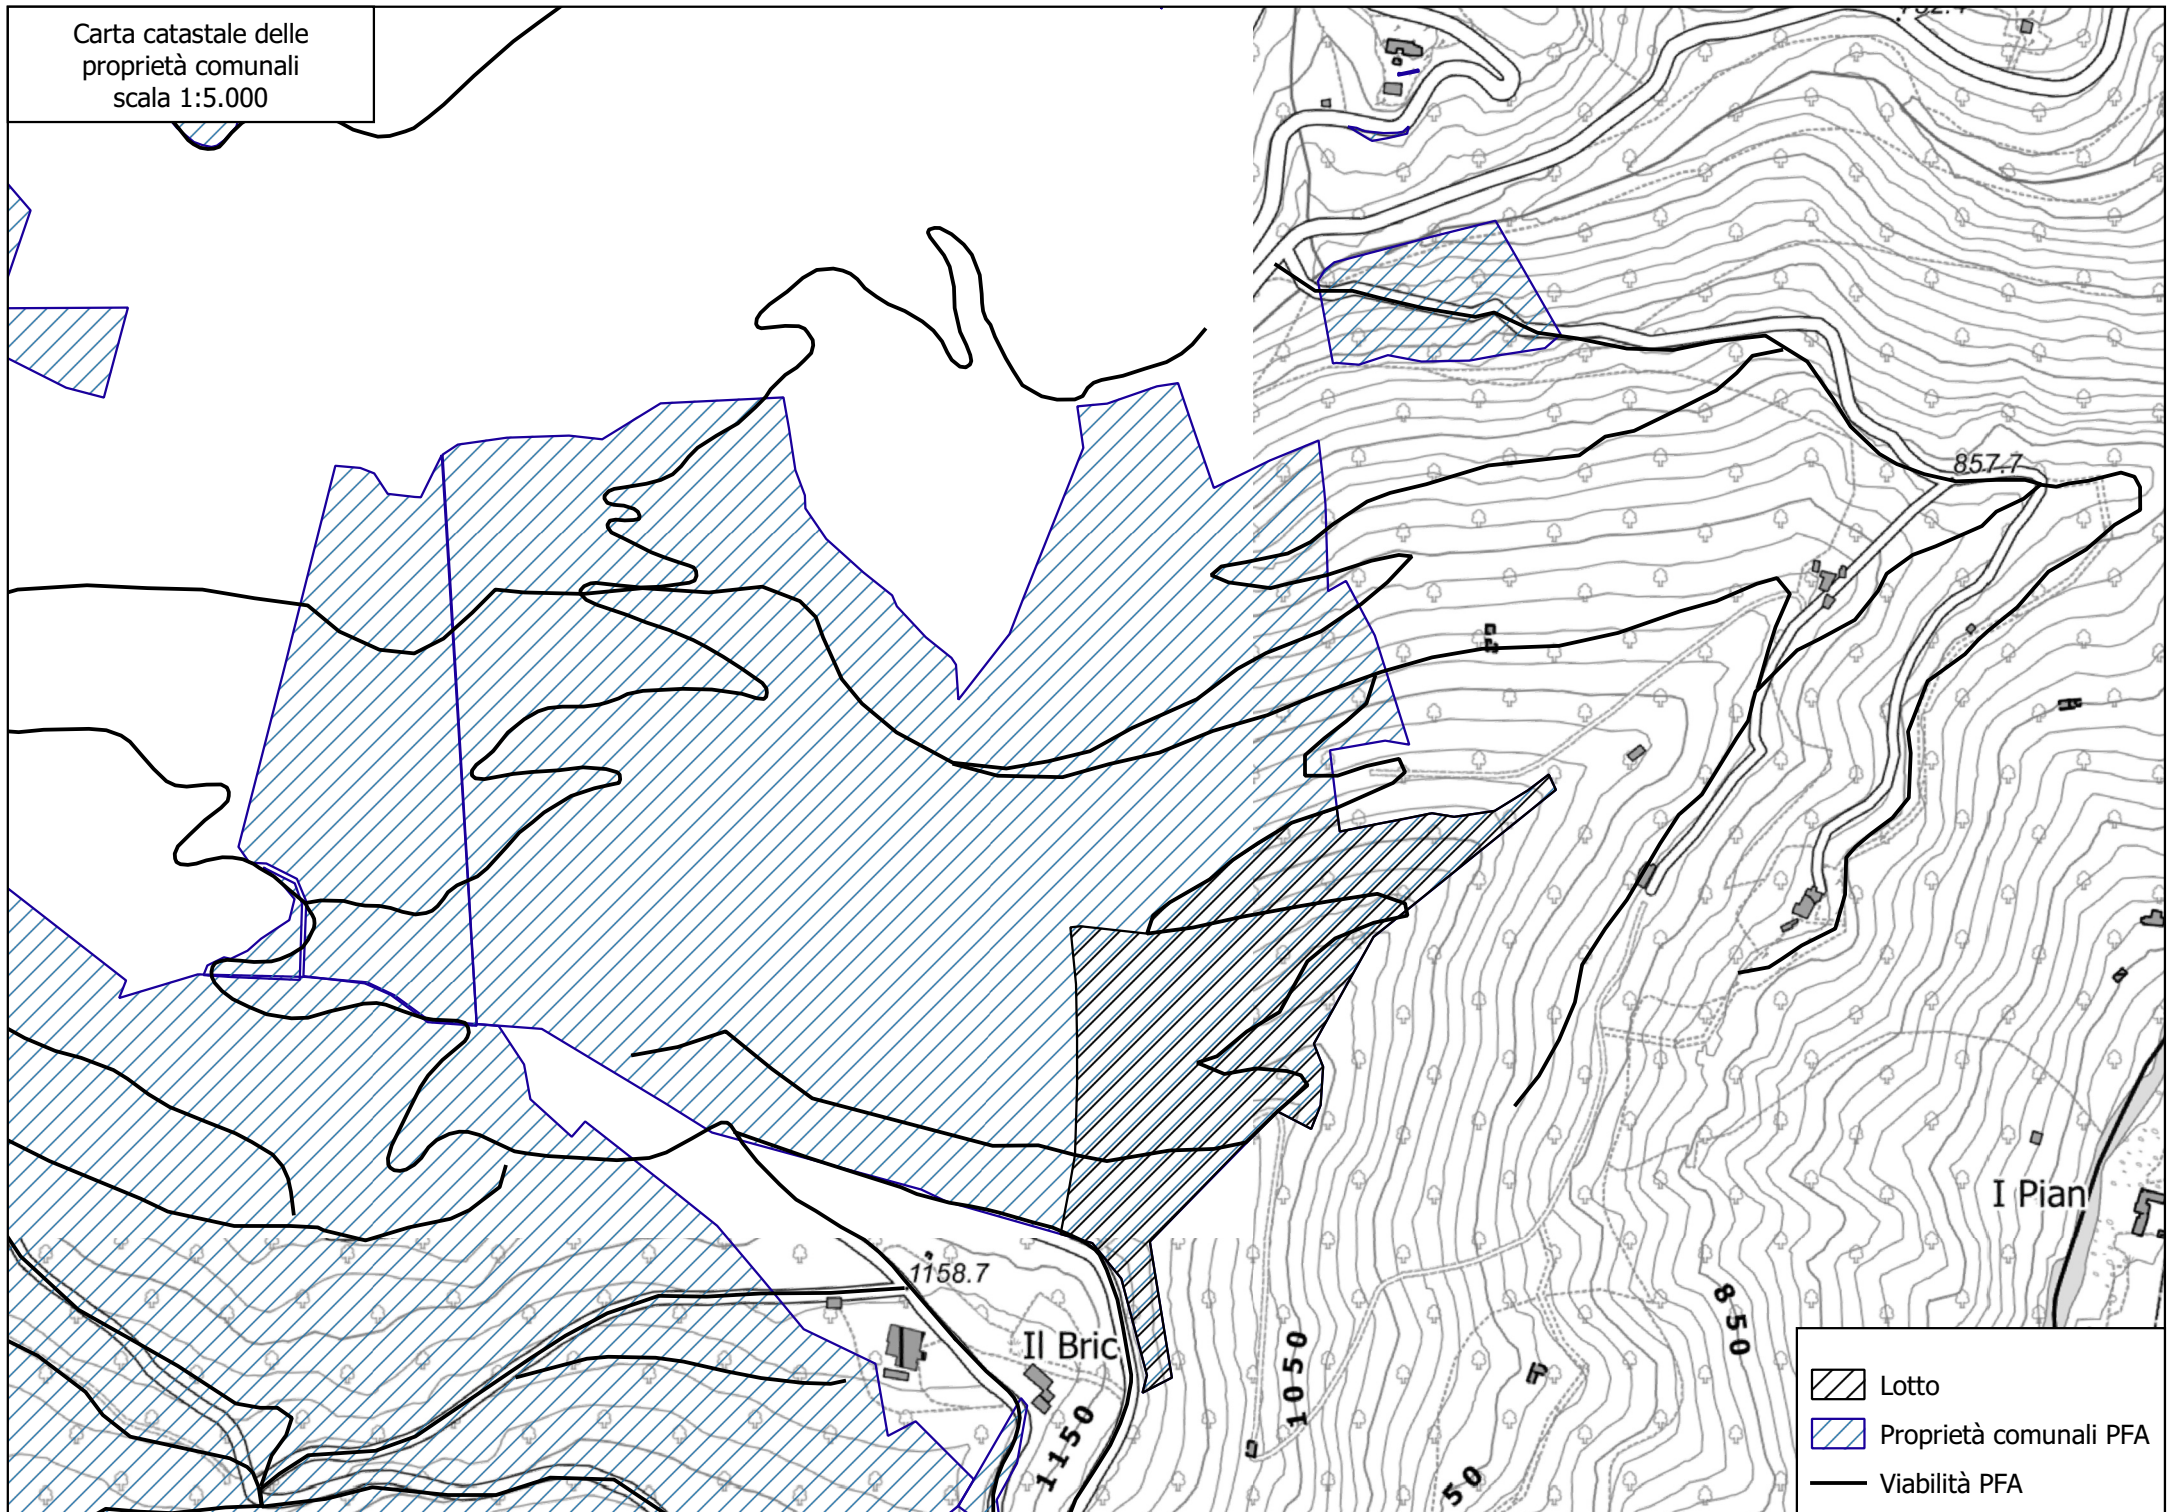 Carta catastale delle
proprietà comunali
scala 1:5.000
857.7
I Pian
1158.7
Il Bric
850
1050
1150
50
Lotto
Proprietà comunali PFA
Viabilità PFA